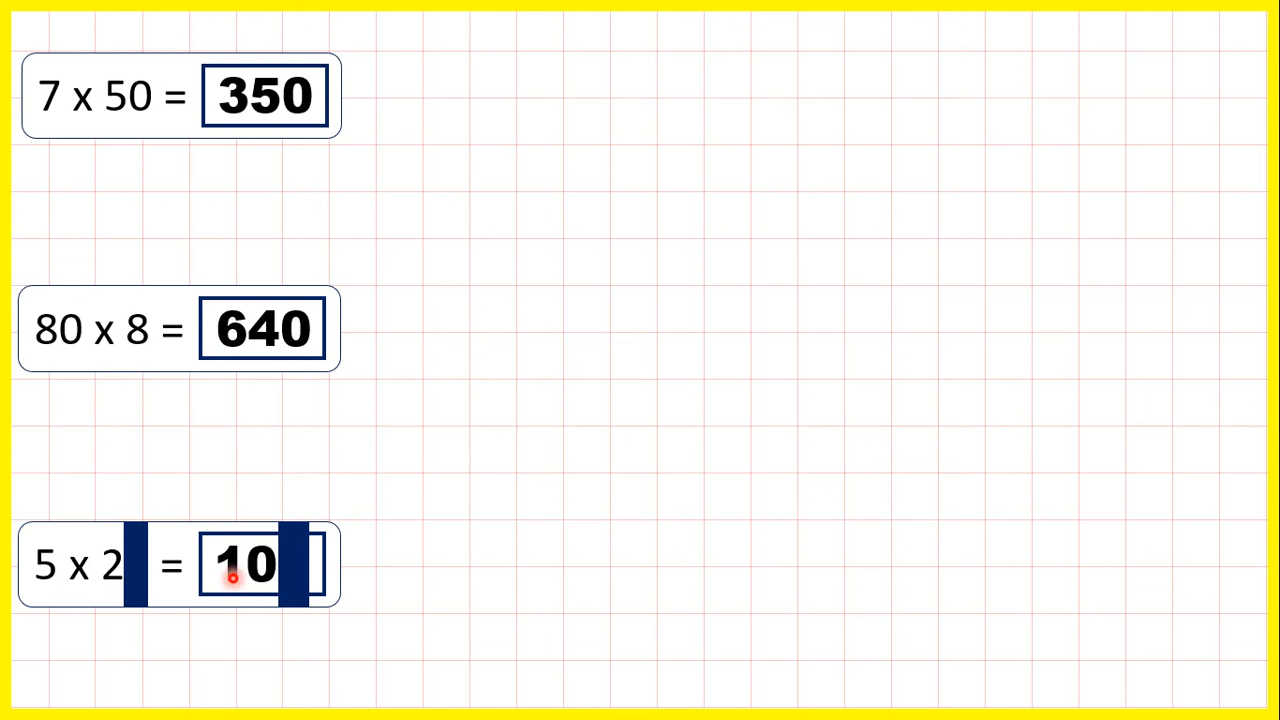 7 x 50 = 350
80 x 8 = 640
5 x 2 = 10